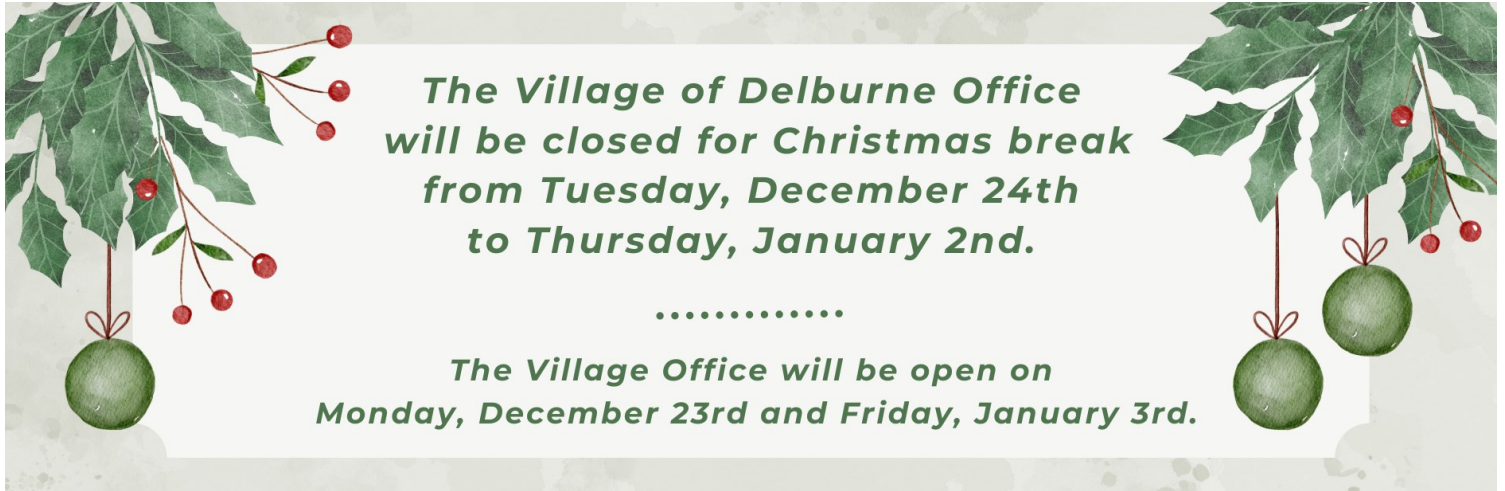 The Village of Delburne Office
will be closed for Christmas break
from Tuesday, December 24th
to Thursday, January 2nd.
The Village Office will be open on
Monday, December 23rd and Friday, January 3rd.